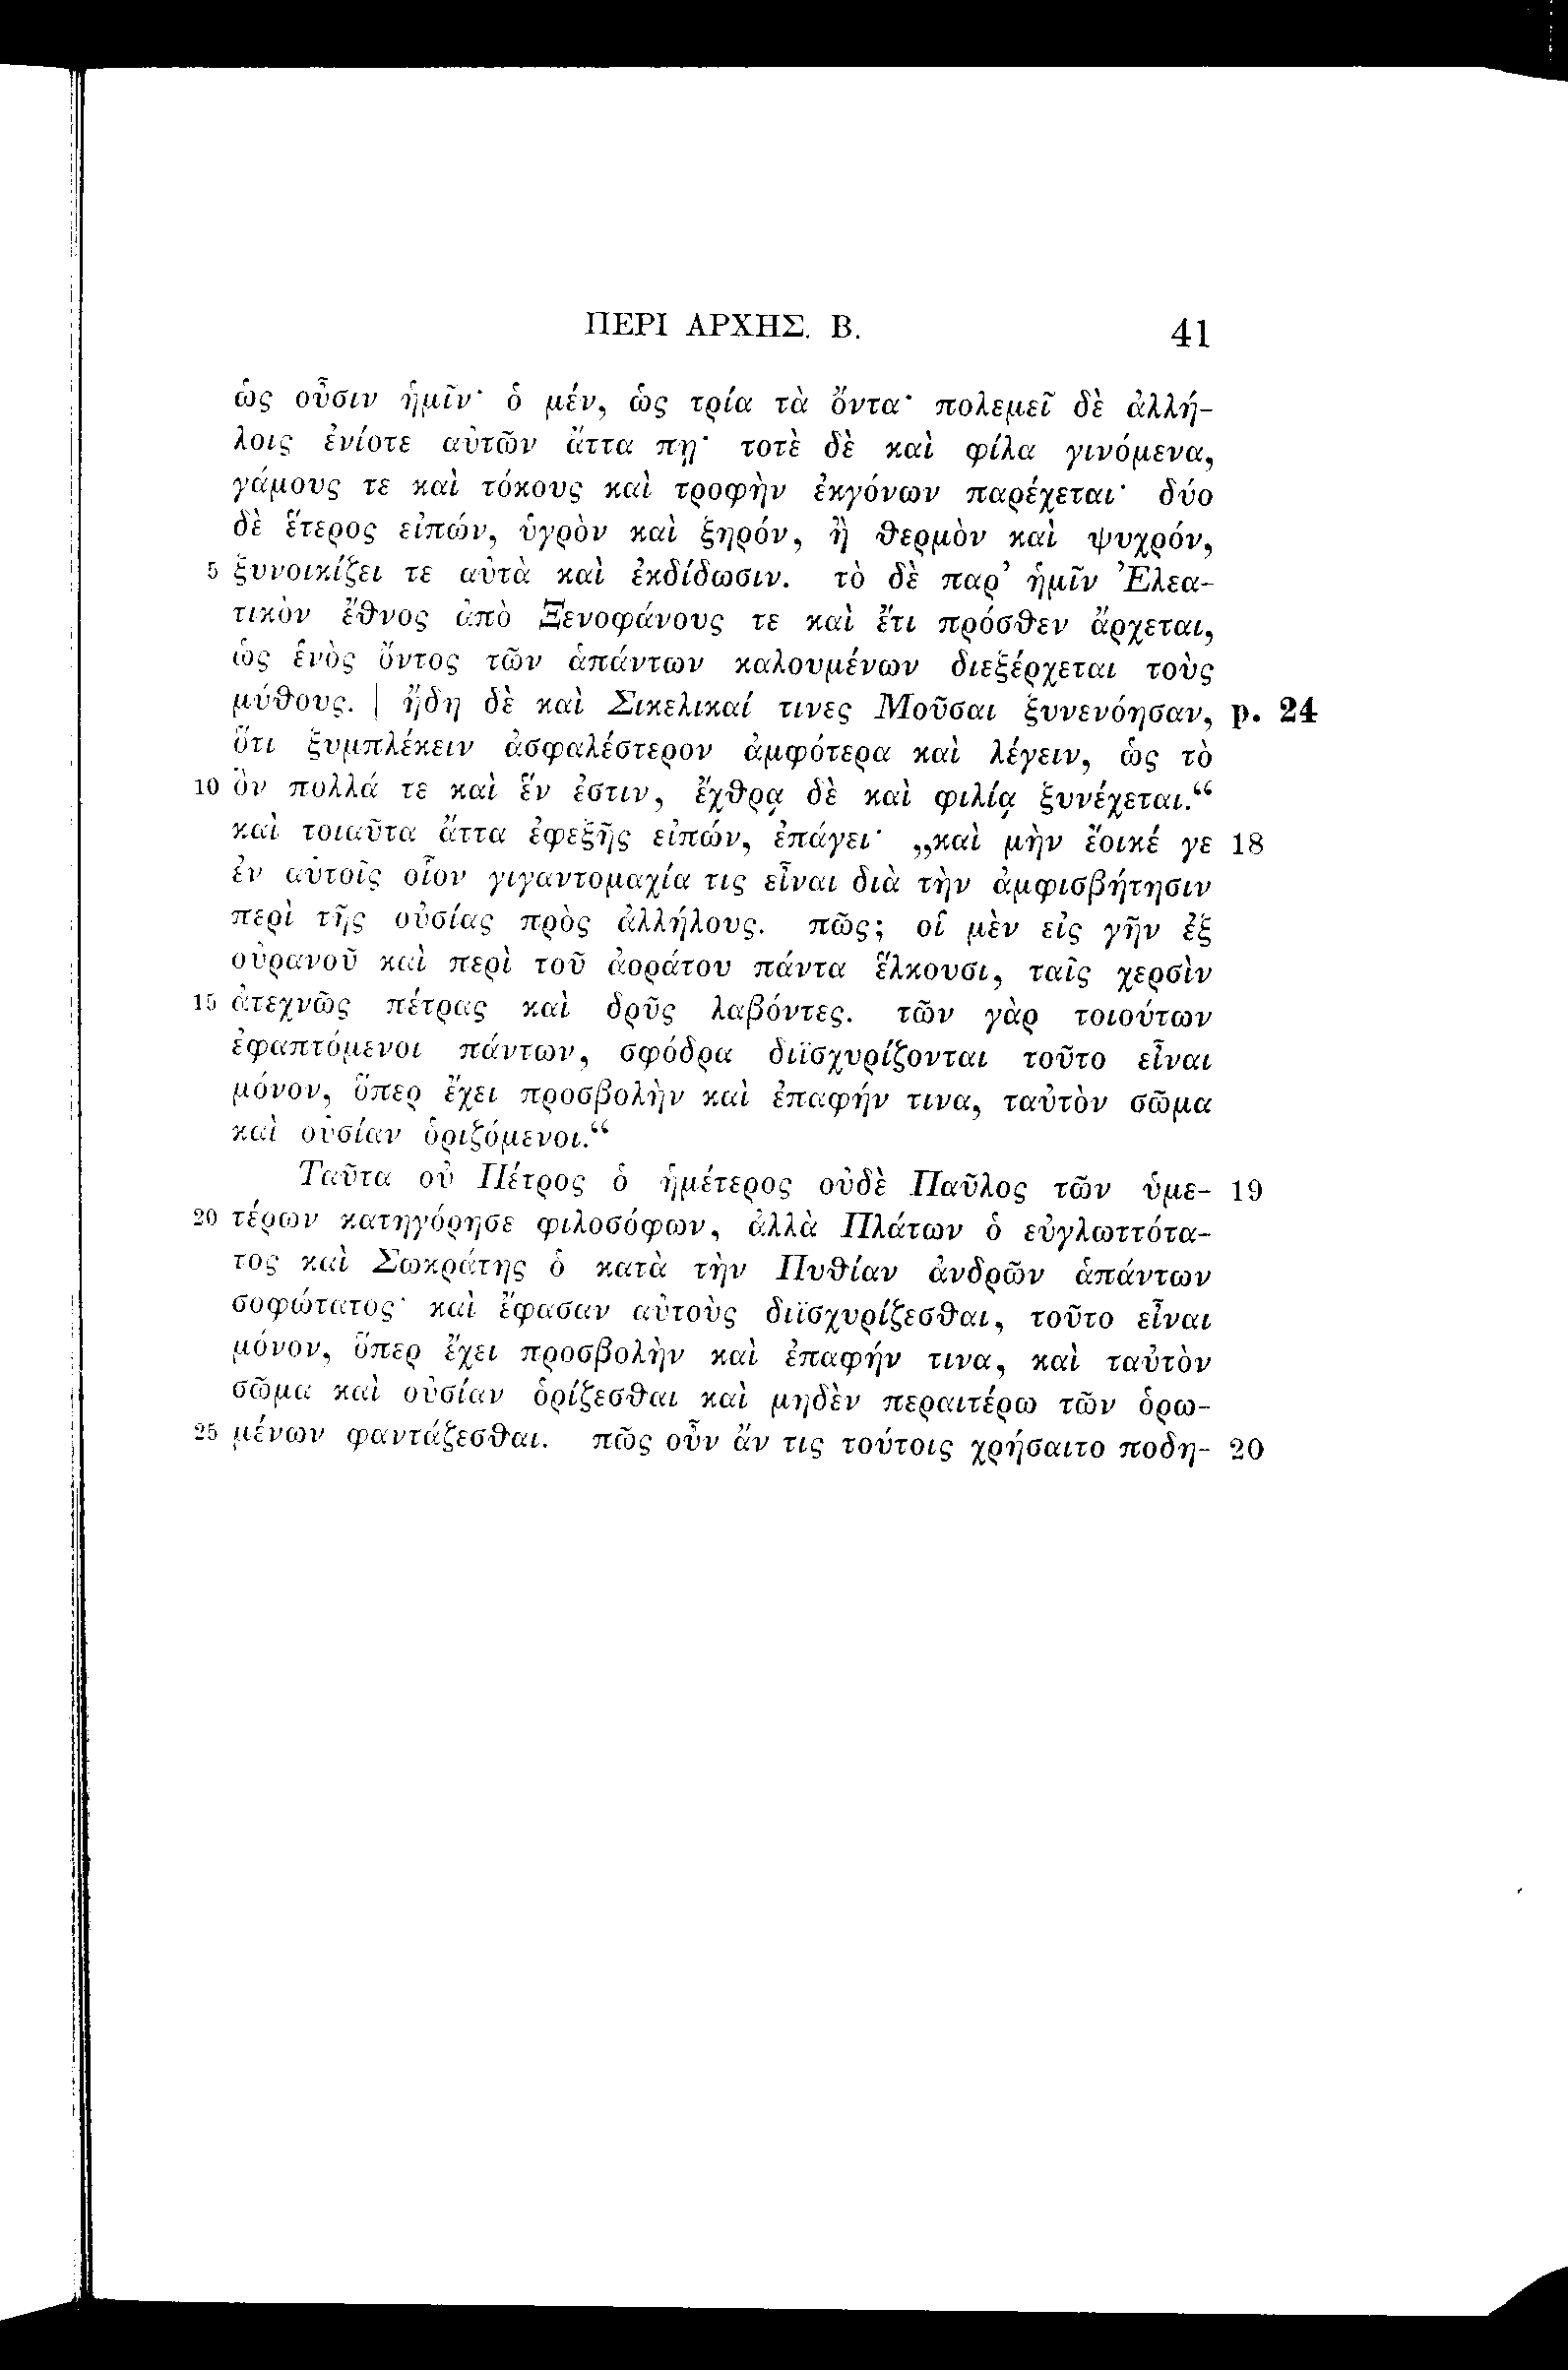 ΠΕΡΙ ΑΡΧΗΣ. Β. 41
ὡς οὖσιν ἡμῖν· ὁ μέν, ὡς τρία τὰ ὄντα· πολεμεῖ δὲ ἀλλή-
λοις ἐνίοτε αὐτῶν ἄττα πῃ· τοτὲ δὲ καὶ φίλα γινόμενα,
γάμους τε καὶ τόκους καὶ τροφὴν ἐκγόνων παρέχεται· δύο
δὲ ἕτερος εἰπών, ὑγρὸν καὶ ξηρόν, ἢ θερμὸν καὶ ψυχρόν,
5 ξυνοικίζει τε αὐτὰ καὶ ἐκδίδωσιν. τὸ δὲ παρ’ ἡμῖν Ἐλεα-
τικὸν ἔθνος ἀπὸ Ξενοφάνους τε καὶ ἔτι πρόσθεν ἄρχεται,
ὡς ἑνὸς ὄντος τῶν ἁπάντων καλουμένων διεξέρχεται τοὺς
μύθους. | ἤδη δὲ καὶ Σικελικαί τινες Μοῦσαι ξυνενόησαν, p. 24
ὅτι ξυμπλέκειν ἀσφαλέστερον ἀμφότερα καὶ λέγειν, ὡς τὸ
10 ὂν πολλά τε καὶ ἕν ἐστιν, ἔχθρᾳ δὲ καὶ φιλίᾳ ξυνέχεται.“
καὶ τοιαῦτα ἄττα ἐφεξῆς εἰπών, ἐπάγει· „καὶ μὴν ἔοικέ γε 18
ἐν αὐτοῖς οἷον γιγαντομαχία τις εἶναι διὰ τὴν ἀμφισβήτησιν
περὶ τῆς οὐσίας πρὸς ἀλλήλους. πῶς; οἱ μὲν εἰς γῆν ἐξ
οὐρανοῦ καὶ περὶ τοῦ ἀοράτου πάντα ἕλκουσι, ταῖς χερσὶν
15 ἀτεχνῶς πέτρας καὶ δρῦς λαβόντες. τῶν γὰρ τοιούτων
ἐφαπτόμενοι πάντων, σφόδρα διϊσχυρίζονται τοῦτο εἶναι
μόνον, ὅπερ ἔχει προσβολὴν καὶ ἐπαφήν τινα, ταὐτὸν σῶμα
καὶ οὐσίαν ὁριζόμενοι.“
Ταῦτα οὐ Πέτρος ὁ ἡμέτερος οὐδὲ Παῦλος τῶν ὑμε- 19
20 τέρων κατηγόρησε φιλοσόφων, ἀλλὰ Πλάτων ὁ εὐγλωττότα-
τος καὶ Σωκράτης ὁ κατὰ τὴν Πυθίαν ἀνδρῶν ἁπάντων
σοφώτατος· καὶ ἔφασαν αὐτοὺς διϊσχυρίζεσθαι, τοῦτο εἶναι
μόνον, ὅπερ ἔχει προσβολὴν καὶ ἐπαφήν τινα, καὶ ταὐτὸν
σῶμα καὶ οὐσίαν ὁρίζεσθαι καὶ μηδὲν περαιτέρω τῶν ὁρω-
25 μένων φαντάζεσθαι. πῶς οὖν ἄν τις τούτοις χρήσαιτο ποδη- 20